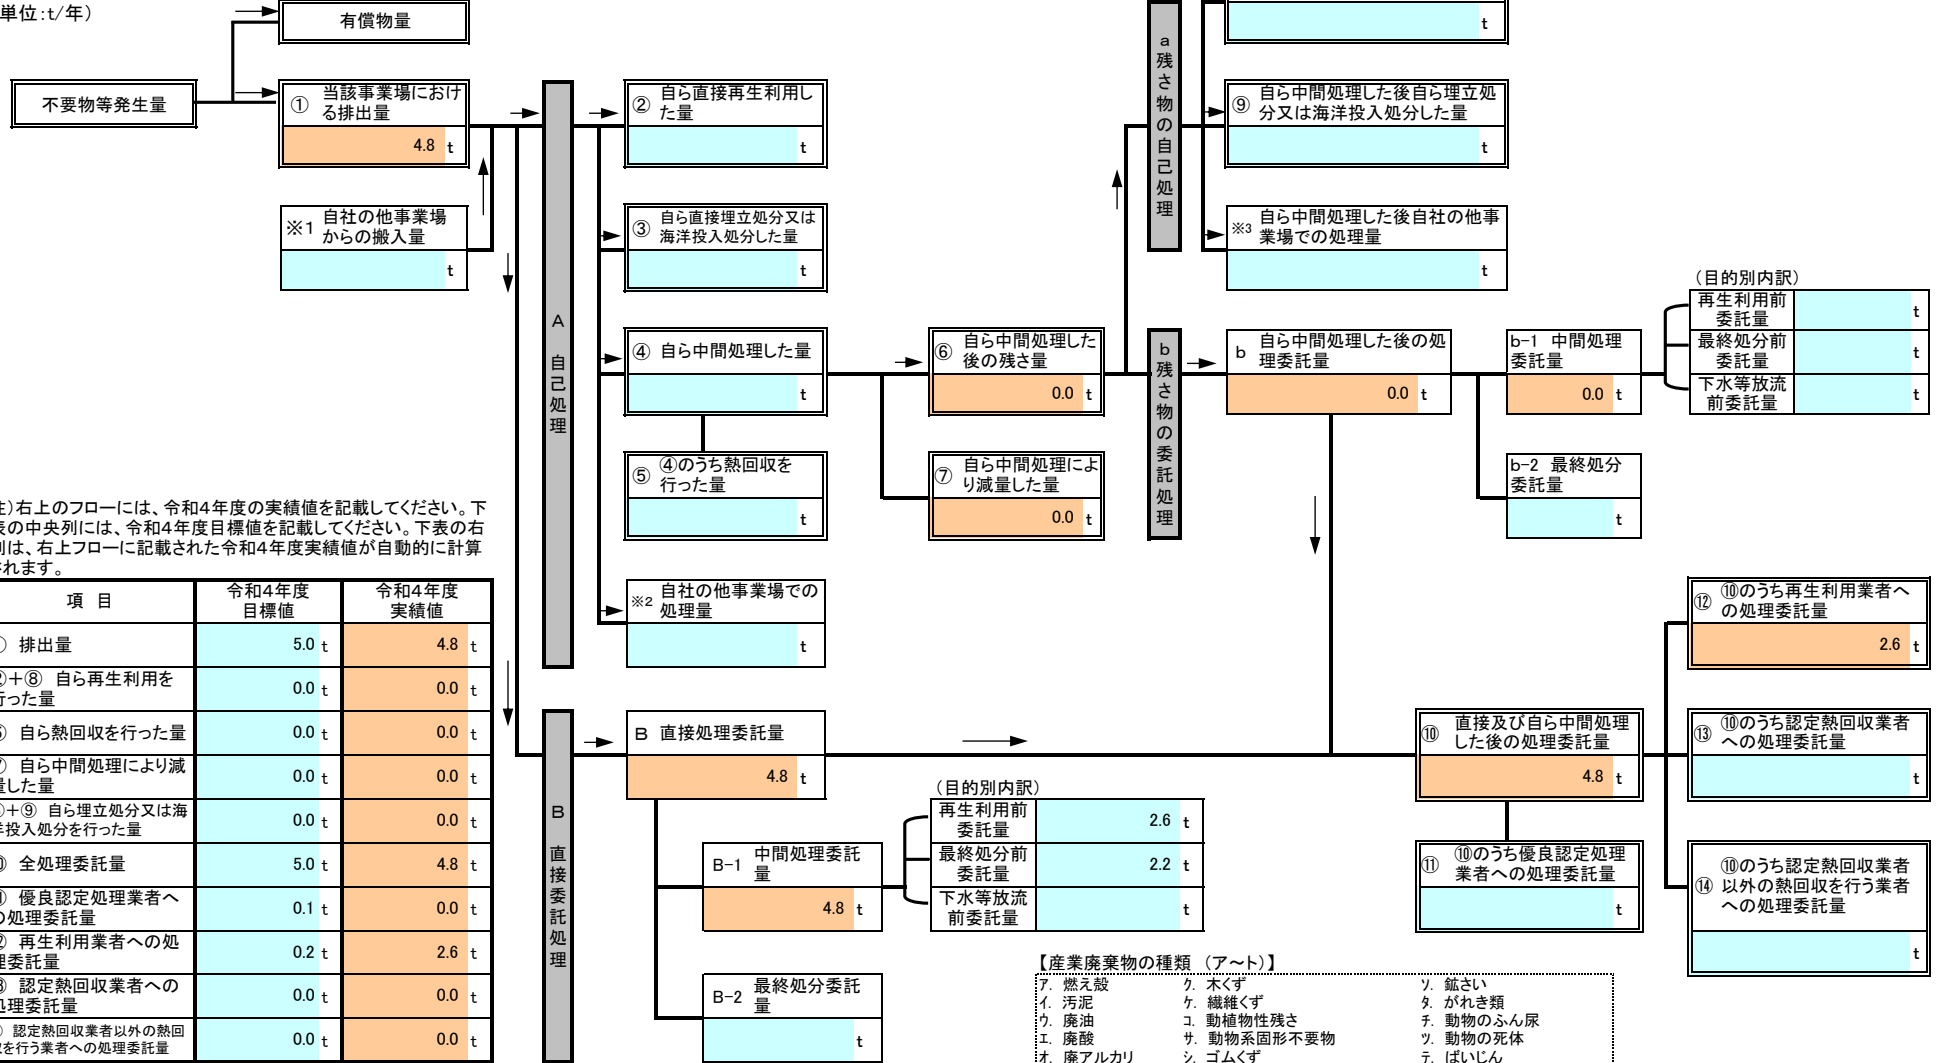 単位：t/年）
有償物量
不要物等発生量
① 当該事業場におけ
る排出量
4.8 t
※1 自社の他事業場
からの搬入量
t
A 自己処理
② 自ら直接再生利用し
た量
t
③ 自ら直接埋立処分又は
海洋投入処分した量
t
④ 自ら中間処理した量
t
⑤ ④のうち熱回収を
行った量
t
※2 自社の他事業場での
処理量
t
⑥ 自ら中間処理した
後の残さ量
0.0 t
⑦ 自ら中間処理によ
り減量した量
0.0 t
a 残さ物の自己処理
t
⑨ 自ら中間処理した後自ら埋立処
分又は海洋投入処分した量
t
※3 自ら中間処理した後自社の他事
業場での処理量
t
b 残さ物の委託処理
b 自ら中間処理した後の処
理委託量
0.0 t
b-1 中間処理
委託量
0.0 t
b-2 最終処分
委託量
t
（目的別内訳）
再生利用前
委託量
t
最終処分前
委託量
t
下水等放流
前委託量
t
)右上のフローには、令和4年度の実績値を記載してください。下
の中央列には、令和4年度目標値を記載してください。下表の右
は、右上フローに記載された令和4年度実績値が自動的に計算
れます。
項 目 令和4年度
目標値 令和4年度
実績値
排出量 5.0 t 4.8 t
＋⑧ 自ら再生利用を
行った量 0.0 t 0.0 t
自ら熱回収を行った量 0.0 t 0.0 t
自ら中間処理により減
量した量 0.0 t 0.0 t
＋⑨ 自ら埋立処分又は海
洋投入処分を行った量 0.0 t 0.0 t
全処理委託量 5.0 t 4.8 t
優良認定処理業者へ
の処理委託量 0.1 t 0.0 t
再生利用業者への処
理委託量 0.2 t 2.6 t
認定熱回収業者への
処理委託量 0.0 t 0.0 t
認定熱回収業者以外の熱回
収を行う業者への処理委託量 0.0 t 0.0 t
B 直接委託処理
B 直接処理委託量
4.8 t
B-1 中間処理委託
量
4.8 t
B-2 最終処分委託
量
t
（目的別内訳）
再生利用前
委託量
2.6 t
最終処分前
委託量
2.2 t
下水等放流
前委託量
t
⑩ 直接及び自ら中間処理
した後の処理委託量
4.8 t
⑪ ⑩のうち優良認定処理
業者への処理委託量
t
⑫ ⑩のうち再生利用業者へ
の処理委託量
2.6 t
⑬ ⑩のうち認定熱回収業者
への処理委託量
t
⑭ ⑩のうち認定熱回収業者
以外の熱回収を行う業者
への処理委託量
t
【産業廃棄物の種類 （ア～ト）】
ア. 燃え殻 ク. 木くず ソ. 鉱さい
イ. 汚泥 ケ. 繊維くず タ. がれき類
ウ. 廃油 コ. 動植物性残さ チ. 動物のふん尿
エ. 廃酸 サ. 動物系固形不要物 ツ. 動物の死体
オ. 廃アルカリ シ. ゴムくず テ. ばいじん